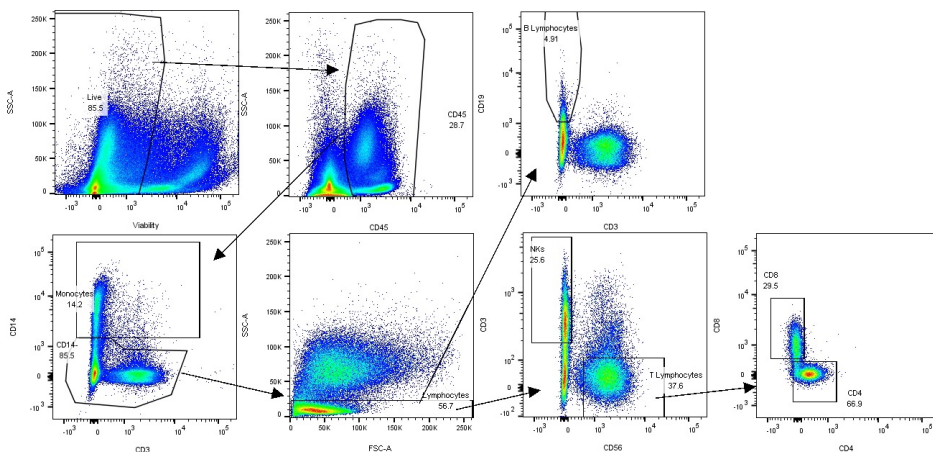 250K
200K
150K
100K
50K
0
SSC-A
Live
85.5
-10^3 0 10^3 10^4 10^5
Viability
250K
200K
150K
100K
50K
0
SSC-A
CD45
28.7
-10^3 0 10^3 10^4 10^5
CD45
B Lymphocytes
4.91
10^5
10^4
10^3
0
-10^3
CD19
-10^3 0 10^3 10^4 10^5
CD3
10^5
10^4
10^3
0
-10^3
CD14
Monocytes
14.2
CD14-
85.5
-10^3 0 10^3 10^4 10^5
CD3
250K
200K
150K
100K
50K
0
SSC-A
Lymphocytes
56.7
0K 50K 100K 150K 200K 250K
FSC-A
NKs
25.6
10^3
10^2
0
-10^2
CD3
T Lymphocytes
37.6
-10^3 0 10^3 10^4 10^5
CD56
10^5
10^4
10^3
0
-10^3
CD8
CD8
29.5
CD4
66.9
-10^3 0 10^3 10^4 10^5
CD4